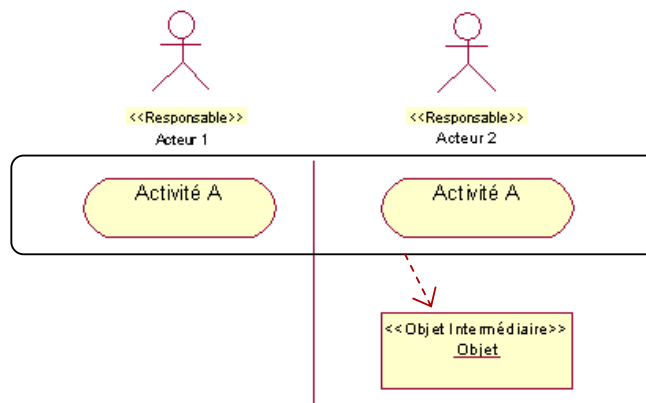 <<Responsable>>
Acteur 1
<<Responsable>>
Acteur 2
Activité A
Activité A
<<Objet Intermédiaire>>
Objet